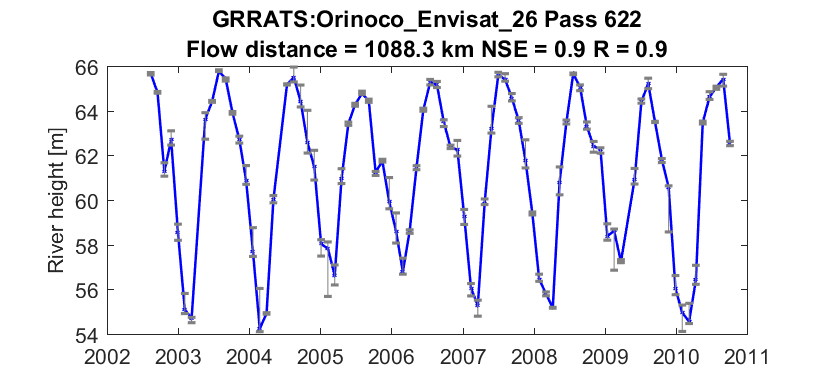 GRRATS:Orinoco_Envisat_26 Pass 622
Flow distance = 1088.3 km NSE = 0.9 R = 0.9
River height [m]
66
64
62
60
58
56
54
2002 2003 2004 2005 2006 2007 2008 2009 2010 2011